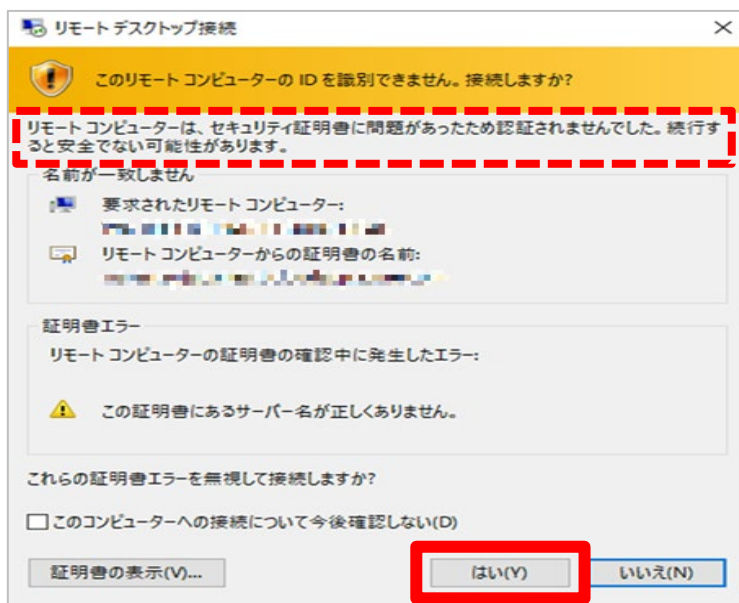 リモート デスクトップ接続
このリモート コンピューターの ID を識別できません。接続しますか?
リモート コンピューターは、セキュリティ証明書に問題があったため認証されませんでした。続行す
ると安全でない可能性があります。
名前が一致しません
要求されたリモート コンピューター:
リモート コンピューターからの証明書の名前:
証明書エラー
リモート コンピューターの証明書の確認中に発生したエラー:
この証明書にあるサーバー名が正しくありません。
これらの証明書エラーを無視して接続しますか?
このコンピューターへの接続について今後確認しない(D)
証明書の表示(V)... はい(Y) いいえ(N)